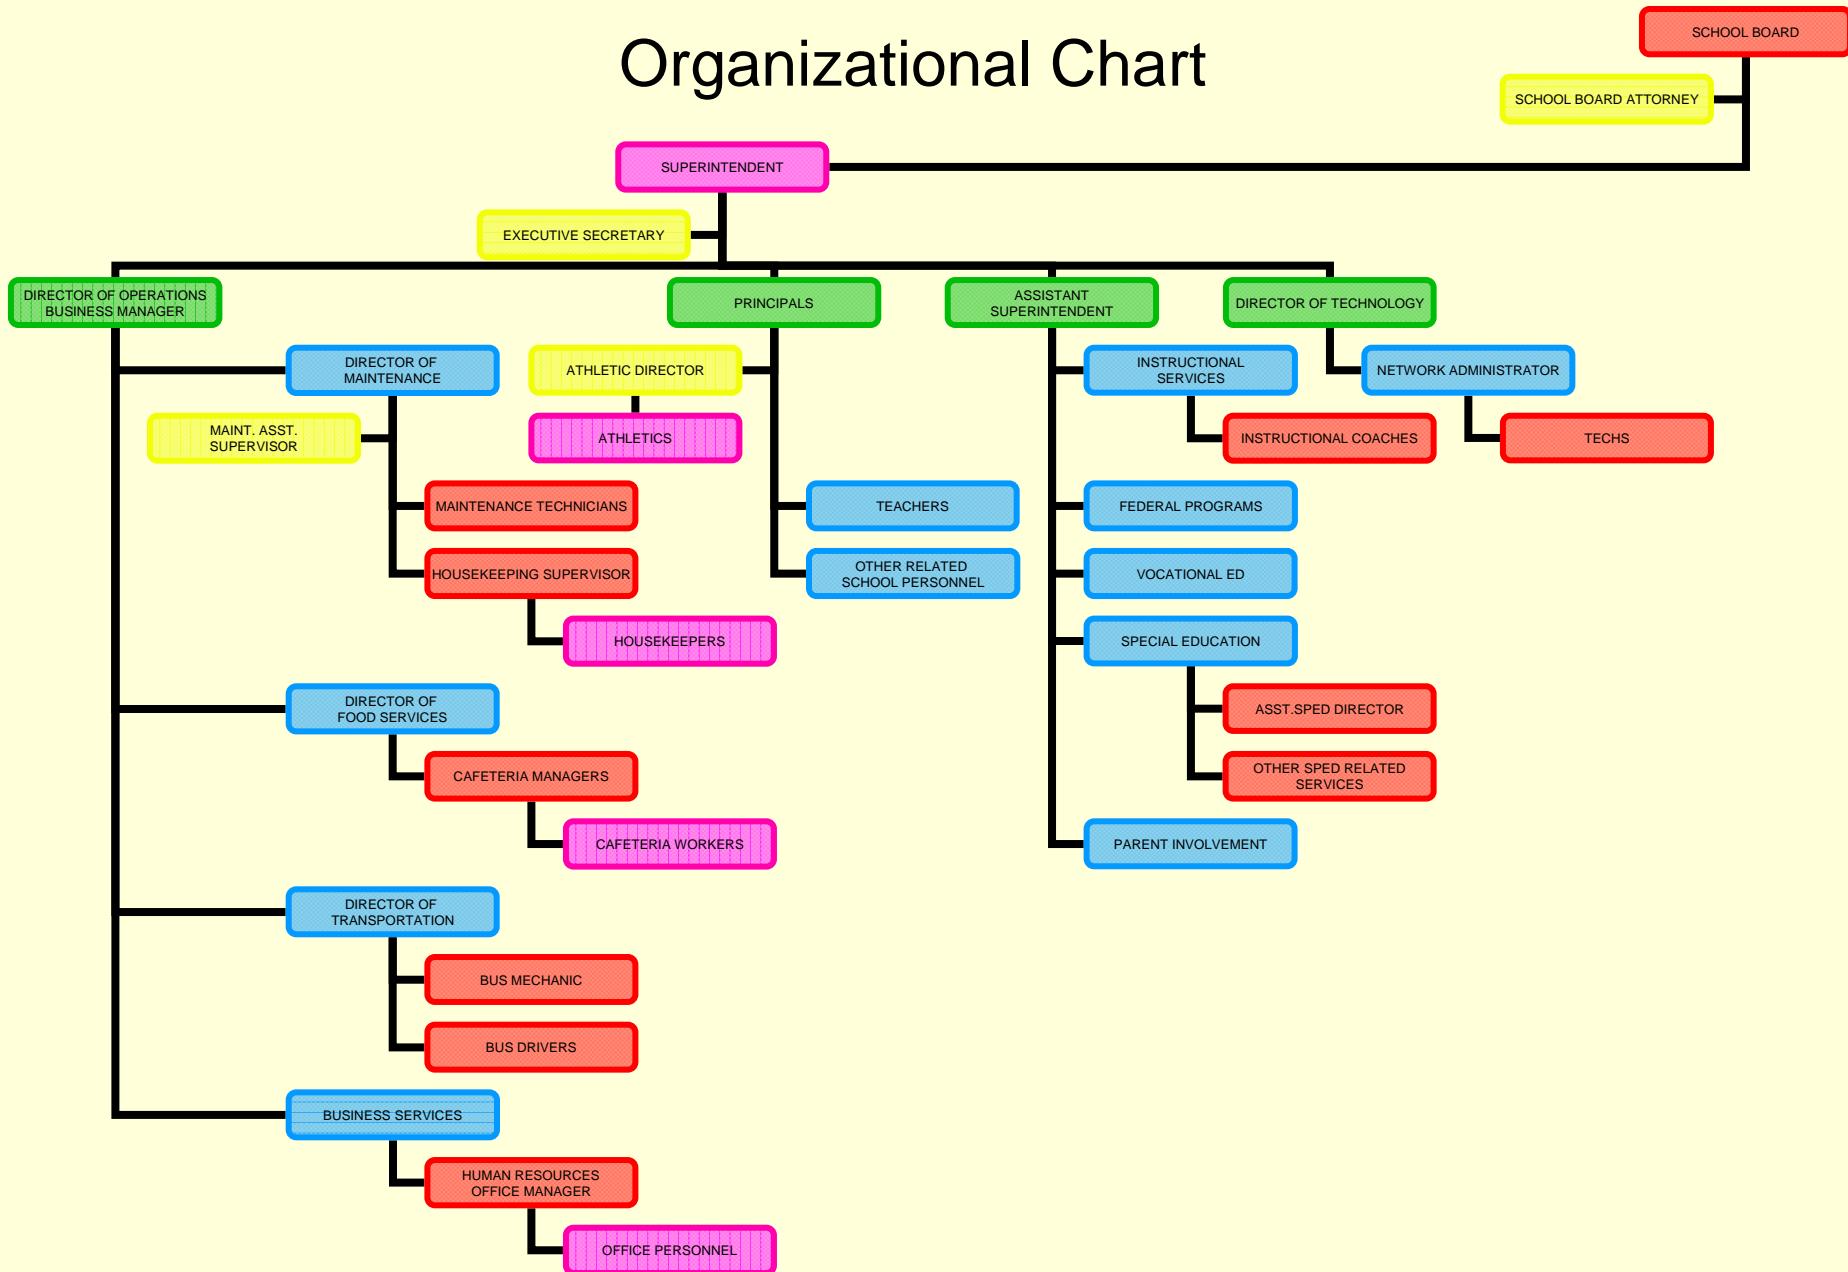 Organizational Chart
SCHOOL BOARD
SCHOOL BOARD ATTORNEY
SUPERINTENDENT
EXECUTIVE SECRETARY
DIRECTOR OF OPERATIONS
BUSINESS MANAGER
PRINCIPALS
ASSISTANT
SUPERINTENDENT
DIRECTOR OF TECHNOLOGY
DIRECTOR OF
MAINTENANCE
ATHLETIC DIRECTOR
INSTRUCTIONAL
SERVICES
NETWORK ADMINISTRATOR
MAINT. ASST.
SUPERVISOR
ATHLETICS
INSTRUCTIONAL COACHES
TECHS
MAINTENANCE TECHNICIANS
TEACHERS
FEDERAL PROGRAMS
HOUSEKEEPING SUPERVISOR
OTHER RELATED
SCHOOL PERSONNEL
VOCATIONAL ED
HOUSEKEEPERS
SPECIAL EDUCATION
DIRECTOR OF
FOOD SERVICES
ASST.SPED DIRECTOR
CAFETERIA MANAGERS
OTHER SPED RELATED
SERVICES
CAFETERIA WORKERS
PARENT INVOLVEMENT
DIRECTOR OF
TRANSPORTATION
BUS MECHANIC
BUS DRIVERS
BUSINESS SERVICES
HUMAN RESOURCES
OFFICE MANAGER
OFFICE PERSONNEL